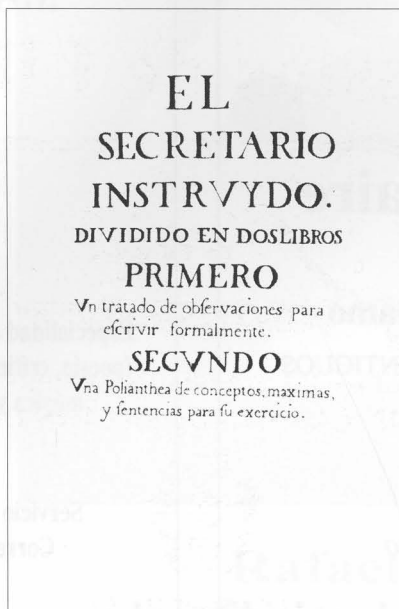 EL
SECRETARIO
INSTRVYDO.
DIVIDIDO EN DOSLIBROS
PRIMERO
Vn tratado de obſervaciones para
eſcrivir formalmente.
SEGVNDO
Vna Polianthea de conceptos, maximas,
y ſentencias para ſu exercicio.